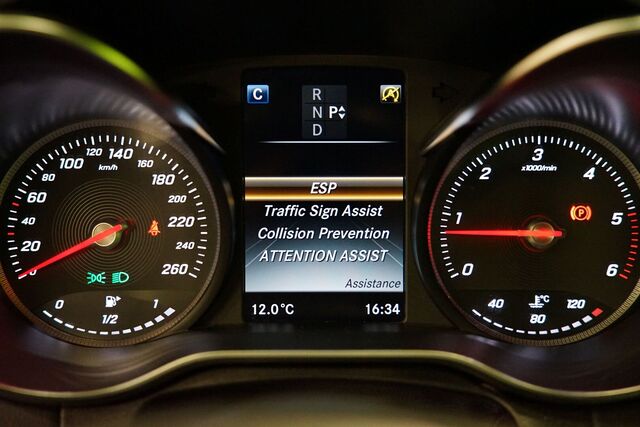 0
20
40
60
80
100
120
140
160
180
200
220
240
260
km/h
0
1/2
1
C
R
N P
D
ESP
Traffic Sign Assist
Collision Prevention
ATTENTION ASSIST
Assistance
12.0°C 16:34
0
1
2
3
4
5
6
x1000/min
P
40
80
120
°C